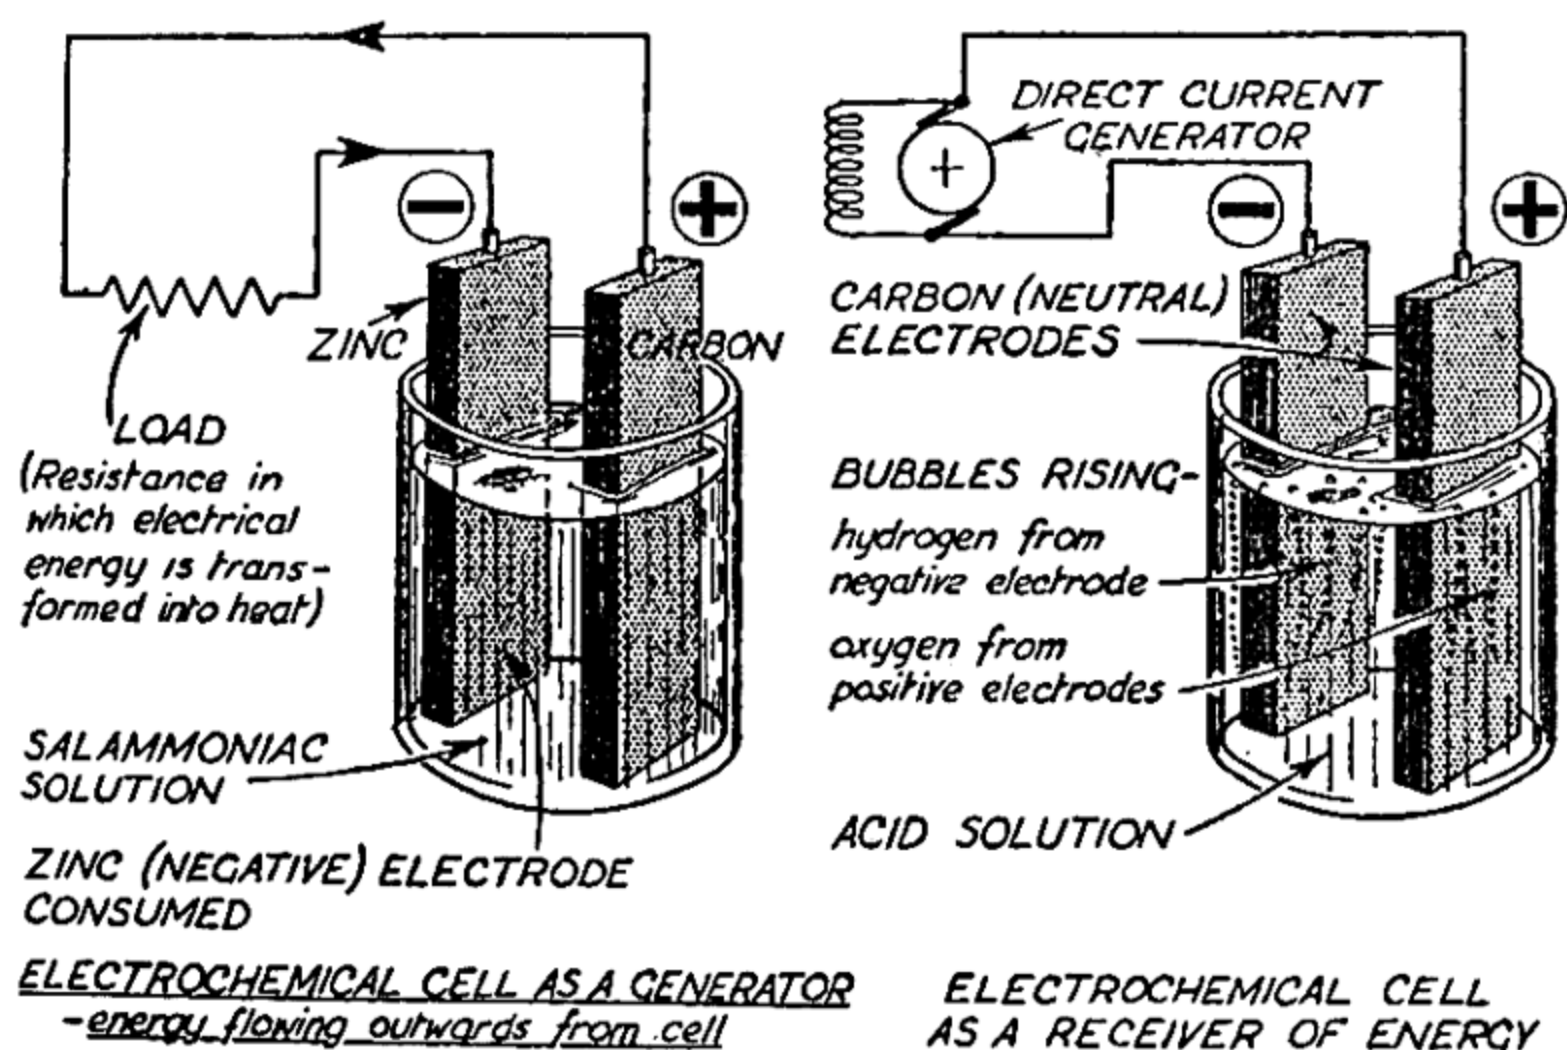 ZINC
CARBON
LOAD
(Resistance in
which electrical
energy is trans-
formed into heat)
SALAMMONIAC
SOLUTION
ZINC (NEGATIVE) ELECTRODE
CONSUMED
ELECTROCHEMICAL CELL AS A GENERATOR
-energy flowing outwards from cell
DIRECT CURRENT
GENERATOR
CARBON (NEUTRAL)
ELECTRODES
BUBBLES RISING-
hydrogen from
negative electrode
oxygen from
positive electrodes
ACID SOLUTION
ELECTROCHEMICAL CELL
AS A RECEIVER OF ENERGY